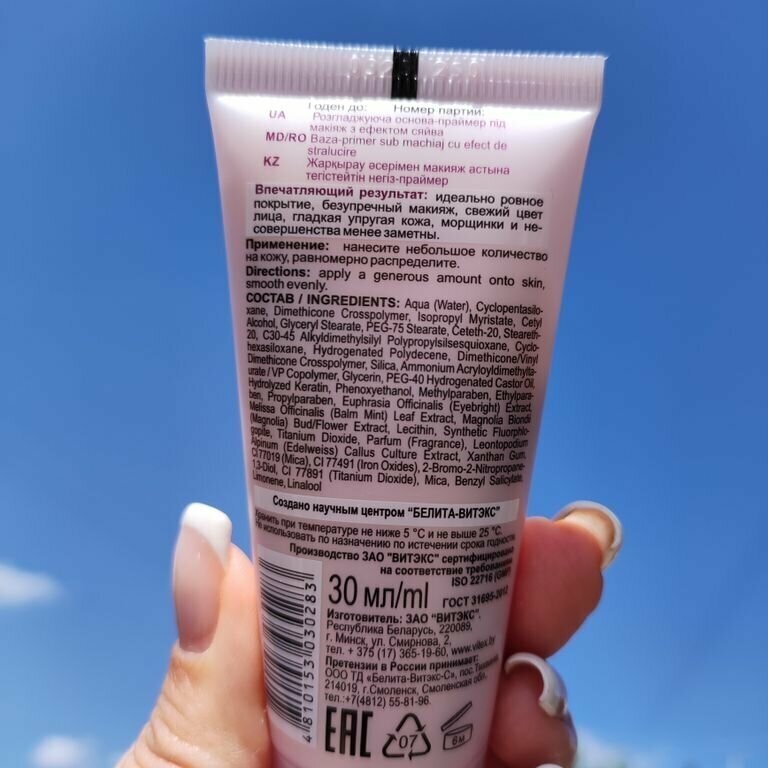 Годен до: Номер партий:
UA Розгладжуюча основа-праймер під
макіяж з ефектом сяйва
MD/RO Baza-primer sub machiaj cu efect de
stralucire
KZ Жарқырау әсерімен макияж астына
тегістейтін негіз-праймер
Впечатляющий результат: идеально ровное
покрытие, безупречный макияж, свежий цвет
лица, гладкая упругая кожа, морщинки и не-
совершенства менее заметны.
Применение: нанесите небольшое количество
на кожу, равномерно распределите.
Directions: apply a generous amount onto skin,
smooth evenly.
СОСТАВ / INGREDIENTS: Aqua (Water), Cyclopentasilo-
xane, Dimethicone Crosspolymer, Isopropyl Myristate, Cetyl
Alcohol, Glyceryl Stearate, PEG-75 Stearate, Ceteth-20, Steareth-
20, C30-45 Alkyldimethylsilyl Polypropylsilsesquioxane, Cyclo-
hexasiloxane, Hydrogenated Polydecene, Dimethicone/Vinyl
Dimethicone Crosspolymer, Silica, Ammonium Acryloyldimethylta-
urate / VP Copolymer, Glycerin, PEG-40 Hydrogenated Castor Oil,
Hydrolyzed Keratin, Phenoxyethanol, Methylparaben, Ethylpara-
ben, Propylparaben, Euphrasia Officinalis (Eyebright) Extract,
Melissa Officinalis (Balm Mint) Leaf Extract, Magnolia Biondii
(Magnolia) Bud/Flower Extract, Lecithin, Synthetic Fluorphlo-
gopite, Titanium Dioxide, Parfum (Fragrance), Leontopodium
Alpinum (Edelweiss) Callus Culture Extract, Xanthan Gum,
CI 77019 (Mica), CI 77491 (Iron Oxides), 2-Bromo-2-Nitropropane-
1,3-Diol, CI 77891 (Titanium Dioxide), Mica, Benzyl Salicylate,
Limonene, Linalool
Создано научным центром "БЕЛИТА-ВИТЭКС"
Хранить при температуре не ниже 5 °С и не выше 25 °С.
Не использовать по назначению по истечении срока годности.
Производство ЗАО "ВИТЭКС" сертифицировано
на соответствие требованиям
ISO 22716 (GMP)
30 мл/ml ГОСТ 31695-2012
Изготовитель: ЗАО "ВИТЭКС",
Республика Беларусь, 220089,
г. Минск, ул. Смирнова, 2,
тел. + 375 (17) 365-19-60, www.vitex.by
Претензии в России принимает:
ООО ТД «Белита-Витэкс-С», пос. Тихвинка,
214019, г.Смоленск, Смоленская обл.
тел.:+7(4812) 55-81-96.
4810153030283
EAC 07 6м